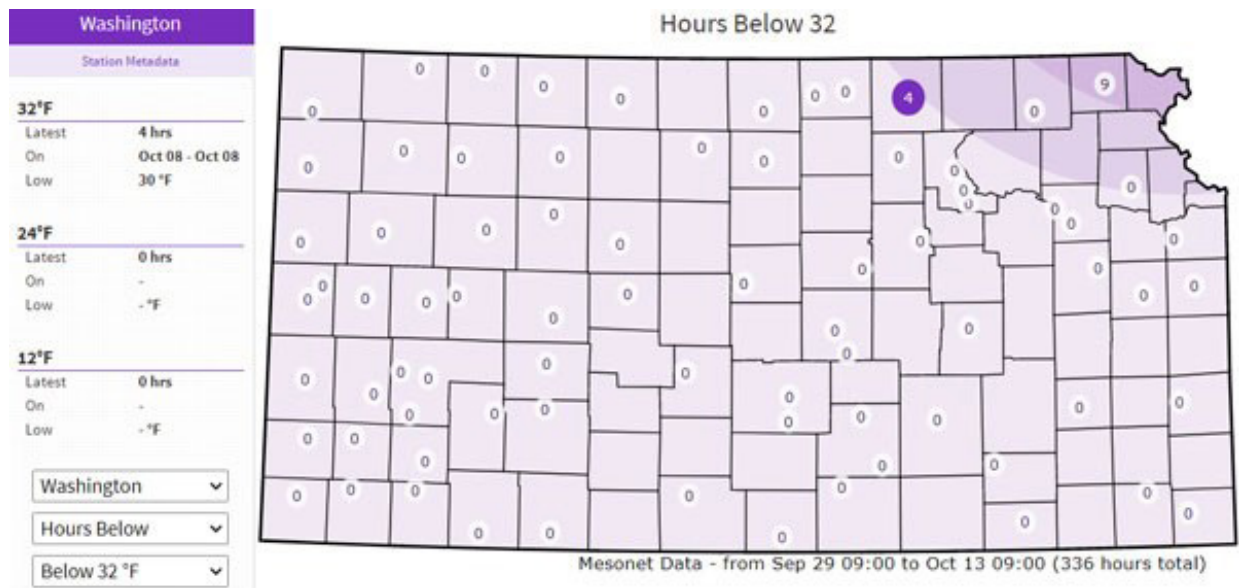 Washington
Station Metadata
32°F
Latest 4 hrs
On Oct 08 - Oct 08
Low 30 °F
24°F
Latest 0 hrs
On -
Low - °F
12°F
Latest 0 hrs
On -
Low - °F
Washington
Hours Below
Below 32 °F
Hours Below 32
0 0 0 0 0 0 0 4 0 9
0
0 0 0 0 0 0 0 0
0 0 0
0 0 0 0 0 0 0 0 0
0 0 0 0 0 0 0 0 0 0 0
0 0 0 0
0 0 0 0 0
0 0 0 0 0 0 0 0 0 0 0
0 0 0 0 0
0 0 0 0 0 0 0 0
0 0 0 0
Mesonet Data - from Sep 29 09:00 to Oct 13 09:00 (336 hours total)